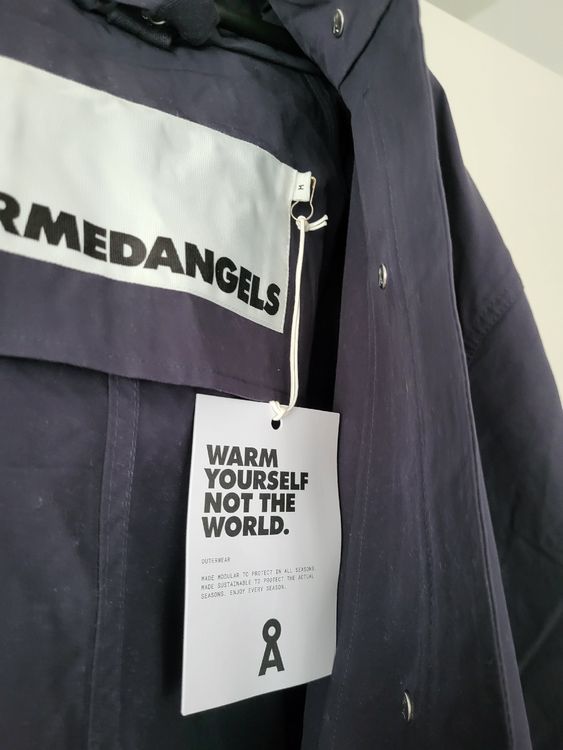 RMEDANGELS
M
WARM
YOURSELF
NOT THE
WORLD.
OUTERWEAR
MADE MODULAR TO PROTECT IN ALL SEASONS.
MADE SUSTAINABLE TO PROTECT THE ACTUAL
SEASONS. ENJOY EVERY SEASON.